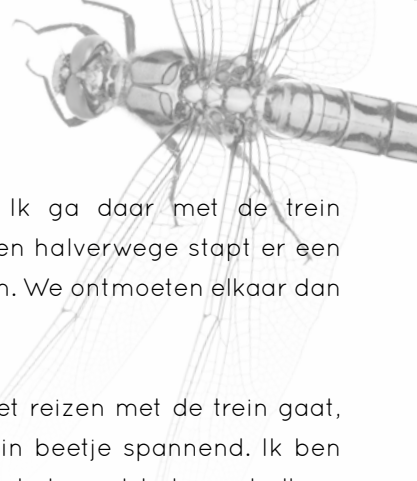 Ik ga daar met de trein
en halverwege stapt er een
n. We ontmoeten elkaar dan
et reizen met de trein gaat,
in beetje spannend. Ik ben